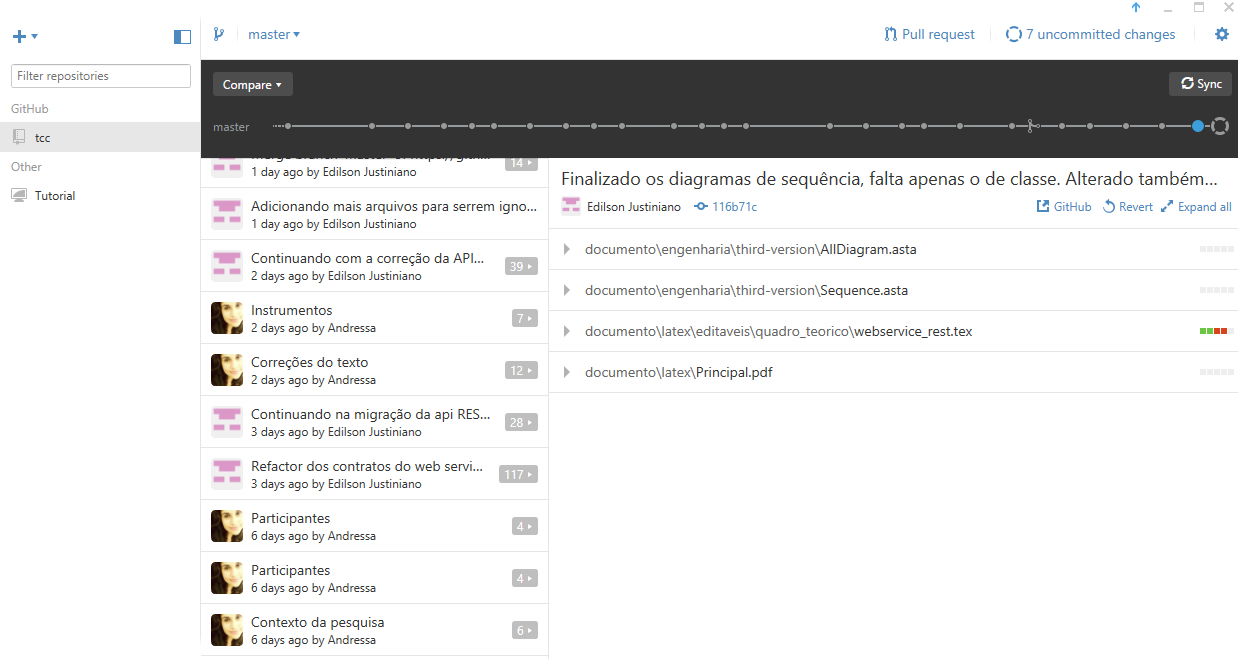 master
Pull request
7 uncommitted changes
Filter repositories
GitHub
tcc
Other
Tutorial
Compare
Sync
master
1 day ago by Edilson Justiniano
14
Adicionando mais arquivos para serrem igno...
1 day ago by Edilson Justiniano
Continuando com a correção da API...
2 days ago by Edilson Justiniano
39
Instrumentos
2 days ago by Andressa
7
Correções do texto
2 days ago by Andressa
12
Continuando na migração da api RES...
3 days ago by Edilson Justiniano
28
Refactor dos contratos do web servi...
3 days ago by Edilson Justiniano
117
Participantes
6 days ago by Andressa
4
Participantes
6 days ago by Andressa
4
Contexto da pesquisa
6 days ago by Andressa
6
Finalizado os diagramas de sequência, falta apenas o de classe. Alterado também...
Edilson Justiniano
116b71c
GitHub
Revert
Expand all
documento\engenharia\third-version\AllDiagram.asta
documento\engenharia\third-version\Sequence.asta
documento\latex\editaveis\quadro_teorico\webservice_rest.tex
documento\latex\Principal.pdf